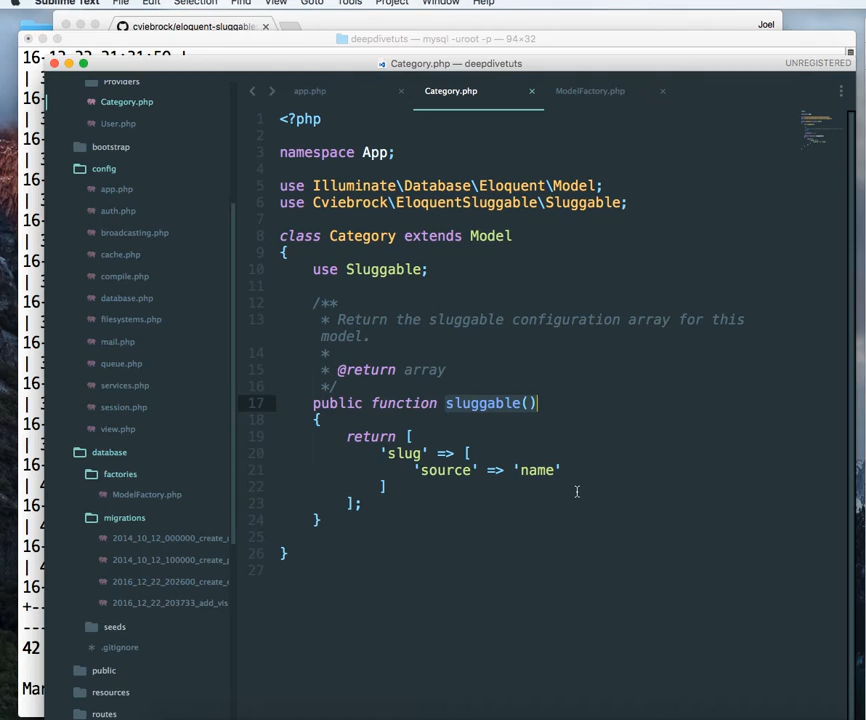 Sublime Text File Edit Selection Find View Goto Tools Project Window Help
cviebrock/eloquent-sluggable × Joel
deepdivetuts — mysql -uroot -p — 94×32
Category.php — deepdivetuts UNREGISTERED
app.php × Category.php × ModelFactory.php ×
Providers
Category.php
User.php
bootstrap
config
app.php
auth.php
broadcasting.php
cache.php
compile.php
database.php
filesystems.php
mail.php
queue.php
services.php
session.php
view.php
database
factories
ModelFactory.php
migrations
2014_10_12_000000_create_
2014_10_12_100000_create_
2016_12_22_202600_create_
2016_12_22_203733_add_vis
seeds
.gitignore
public
resources
routes
1 <?php
2
3 namespace App;
4
5 use Illuminate\Database\Eloquent\Model;
6 use Cviebrock\EloquentSluggable\Sluggable;
7
8 class Category extends Model
9 {
10 use Sluggable;
11
12 /**
13 * Return the sluggable configuration array for this
model.
14 *
15 * @return array
16 */
17 public function sluggable()
18 {
19 return [
20 'slug' => [
21 'source' => 'name'
22 ]
23 ];
24 }
25
26 }
27
42